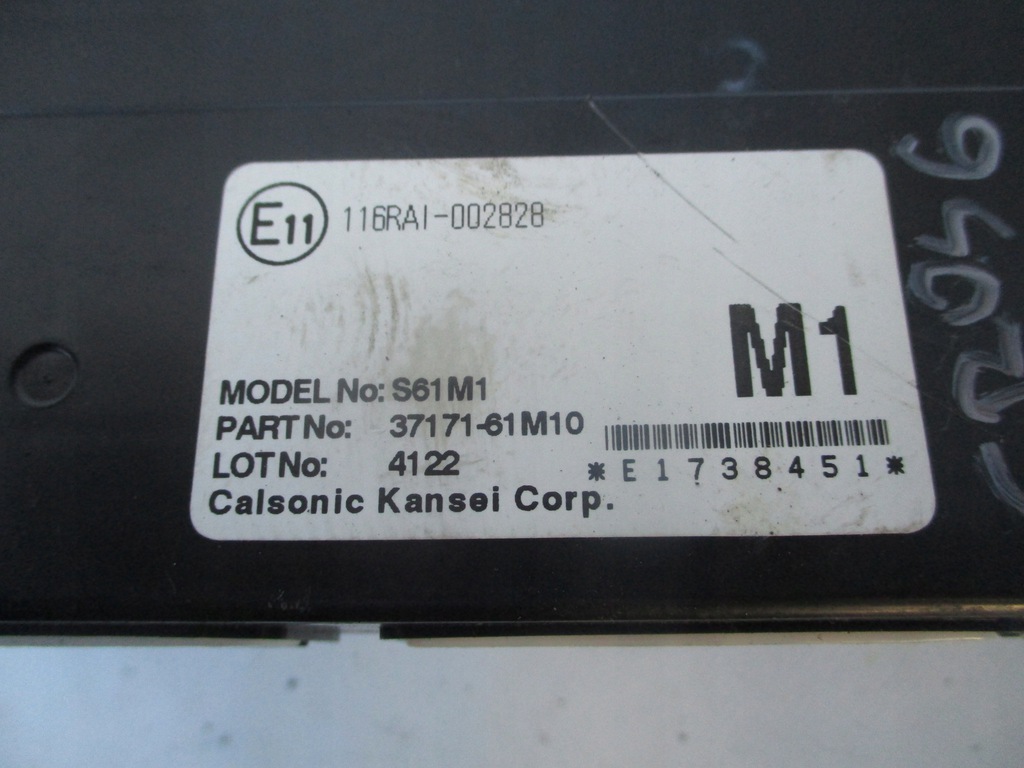 E11 116RAI-002828
M1
MODEL No: S61M1
PART No: 37171-61M10
LOT No: 4122
*E1738451*
Calsonic Kansei Corp.